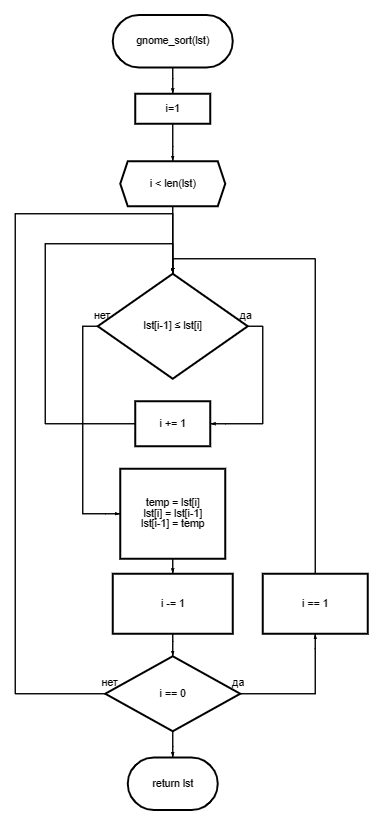 gnome_sort(lst)
i=1
i < len(lst)
нет
да
lst[i-1] ≤ lst[i]
i += 1
temp = lst[i]
lst[i] = lst[i-1]
lst[i-1] = temp
i -= 1
i == 1
нет
да
i == 0
return lst